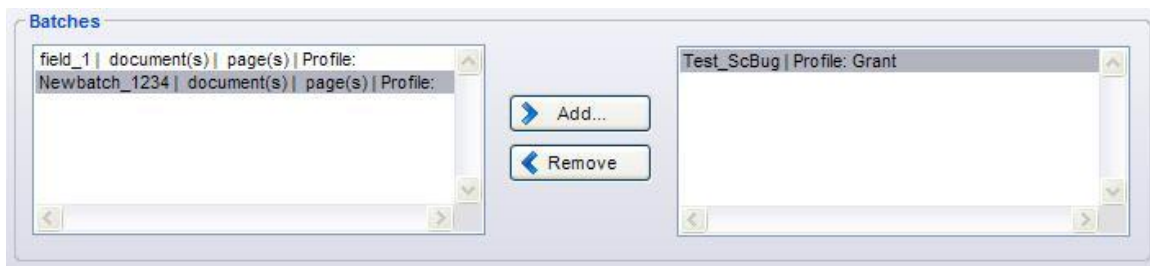 Batches
field_1 | document(s) | page(s) | Profile:
Newbatch_1234 | document(s) | page(s) | Profile:
Add...
Remove
Test_ScBug | Profile: Grant